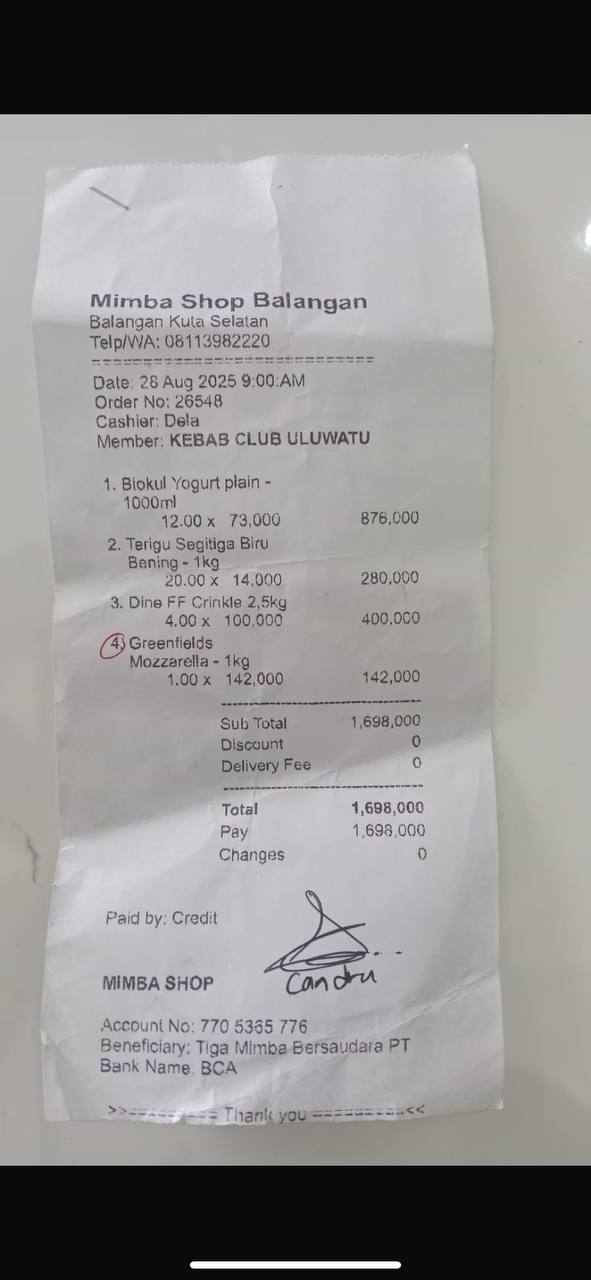 Mimba Shop Balangan
Balangan Kuta Selatan
Telp/WA: 08113982220
==============================
Date: 28 Aug 2025 9:00:AM
Order No: 26548
Cashier: Dela
Member: KEBAB CLUB ULUWATU
1. Biokul Yogurt plain -
1000ml
12.00 x 73,000 876,000
2. Terigu Segitiga Biru
Bening - 1kg
20.00 x 14,000 280,000
3. Dine FF Crinkle 2,5kg
4.00 x 100,000 400,000
4. Greenfields
Mozzarella - 1kg
1.00 x 142,000 142,000
------------------------------
Sub Total 1,698,000
Discount 0
Delivery Fee 0
------------------------------
Total 1,698,000
Pay 1,698,000
Changes 0
Paid by: Credit
Candru
MIMBA SHOP
Account No: 770 5365 776
Beneficiary: Tiga Mimba Bersaudara PT
Bank Name: BCA
>>========= Thank you =========<<